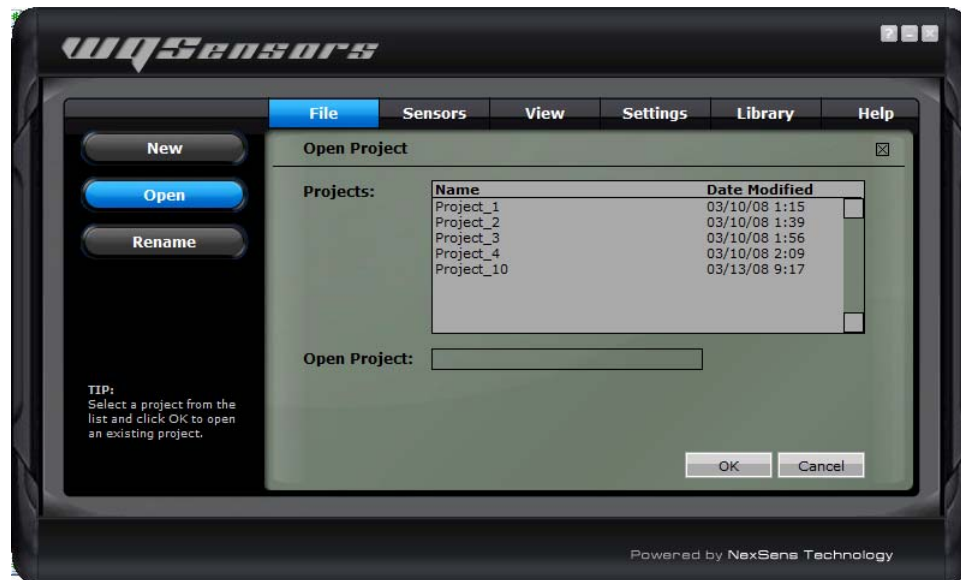 WQSensors
? - x
File Sensors View Settings Library Help
New
Open
Rename
TIP:
Select a project from the
list and click OK to open
an existing project.
Open Project
Projects:
Name Date Modified
Project_1 03/10/08 1:15
Project_2 03/10/08 1:39
Project_3 03/10/08 1:56
Project_4 03/10/08 2:09
Project_10 03/13/08 9:17
Open Project:
OK Cancel
Powered by NexSens Technology